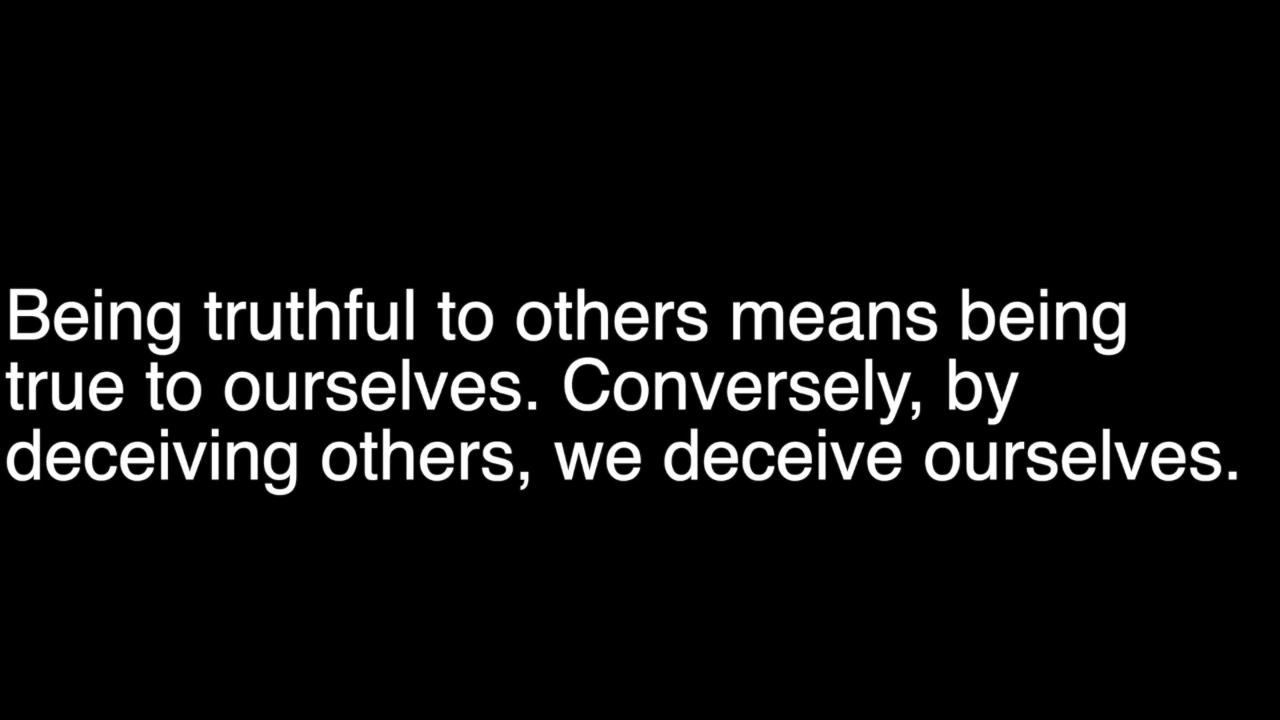 Being truthful to others means being
true to ourselves. Conversely, by
deceiving others, we deceive ourselves.